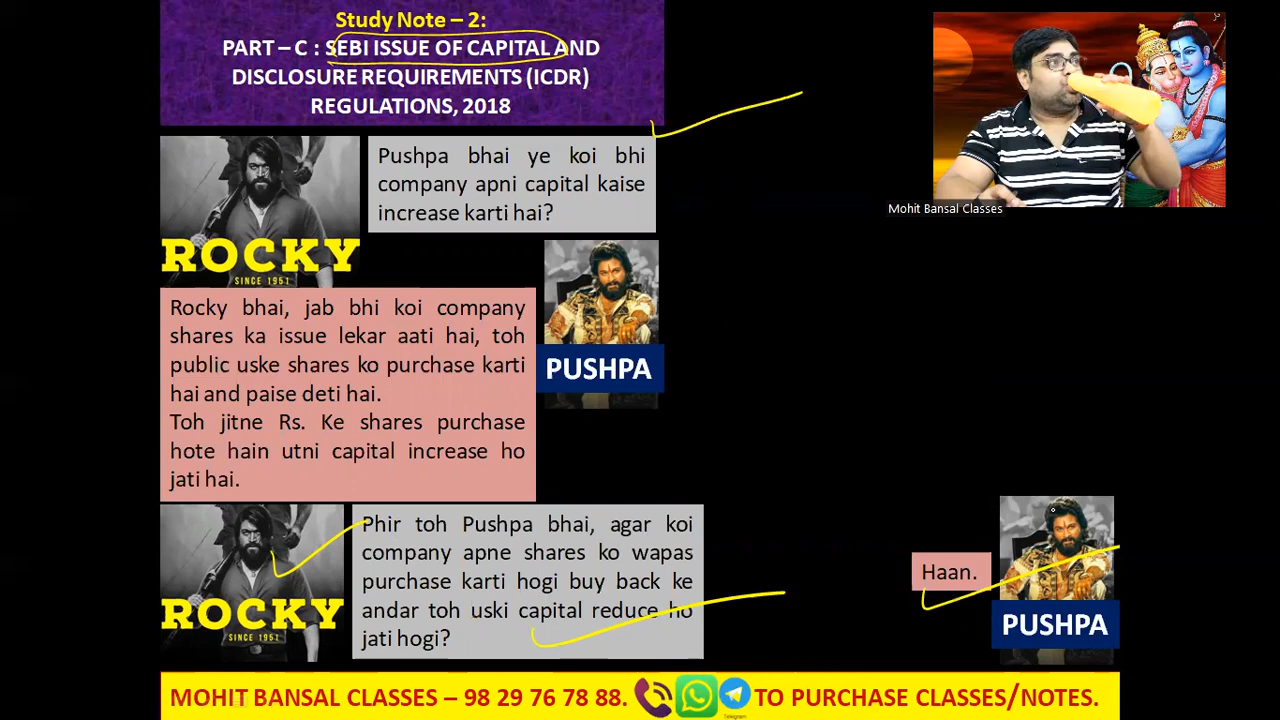 Study Note – 2:
PART – C : SEBI ISSUE OF CAPITAL AND
DISCLOSURE REQUIREMENTS (ICDR)
REGULATIONS, 2018
Mohit Bansal Classes
Pushpa bhai ye koi bhi
company apni capital kaise
increase karti hai?
ROCKY
SINCE 1951
Rocky bhai, jab bhi koi company
shares ka issue lekar aati hai, toh
public uske shares ko purchase karti
hai and paise deti hai.
Toh jitne Rs. Ke shares purchase
hote hain utni capital increase ho
jati hai.
PUSHPA
ROCKY
SINCE 1951
Phir toh Pushpa bhai, agar koi
company apne shares ko wapas
purchase karti hogi buy back ke
andar toh uski capital reduce ho
jati hogi?
Haan.
PUSHPA
MOHIT BANSAL CLASSES – 98 29 76 78 88. TO PURCHASE CLASSES/NOTES.
Telegram